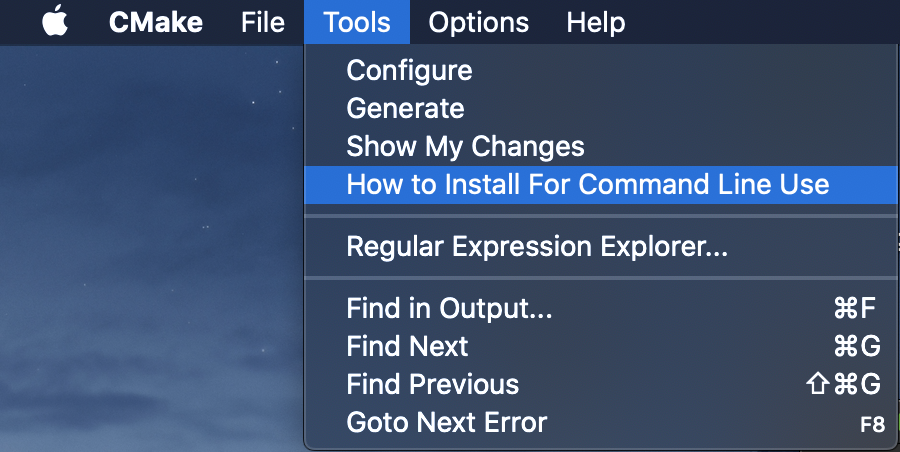 CMake File Tools Options Help
Configure
Generate
Show My Changes
How to Install For Command Line Use
Regular Expression Explorer...
Find in Output... ⌘F
Find Next ⌘G
Find Previous ⇧⌘G
Goto Next Error F8